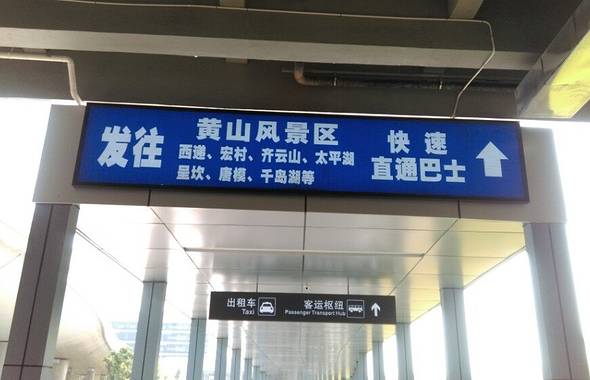 发往
黄山风景区
西递、宏村、齐云山、太平湖
呈坎、唐模、千岛湖等
快速
直通巴士
出租车
Taxi
客运枢纽
Passenger Transport Hub